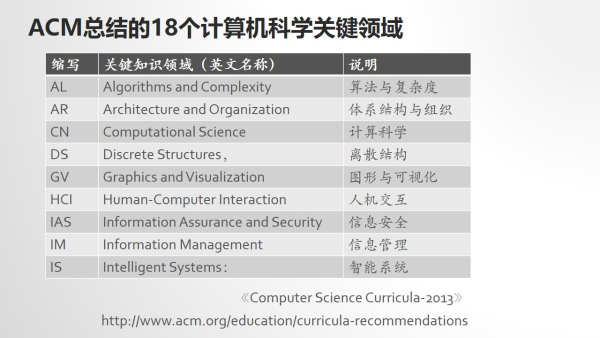 ACM总结的18个计算机科学关键领域
缩写 关键知识领域（英文名称） 说明
AL Algorithms and Complexity 算法与复杂度
AR Architecture and Organization 体系结构与组织
CN Computational Science 计算科学
DS Discrete Structures， 离散结构
GV Graphics and Visualization 图形与可视化
HCI Human-Computer Interaction 人机交互
IAS Information Assurance and Security 信息安全
IM Information Management 信息管理
IS Intelligent Systems： 智能系统
《Computer Science Curricula-2013》
http://www.acm.org/education/curricula-recommendations